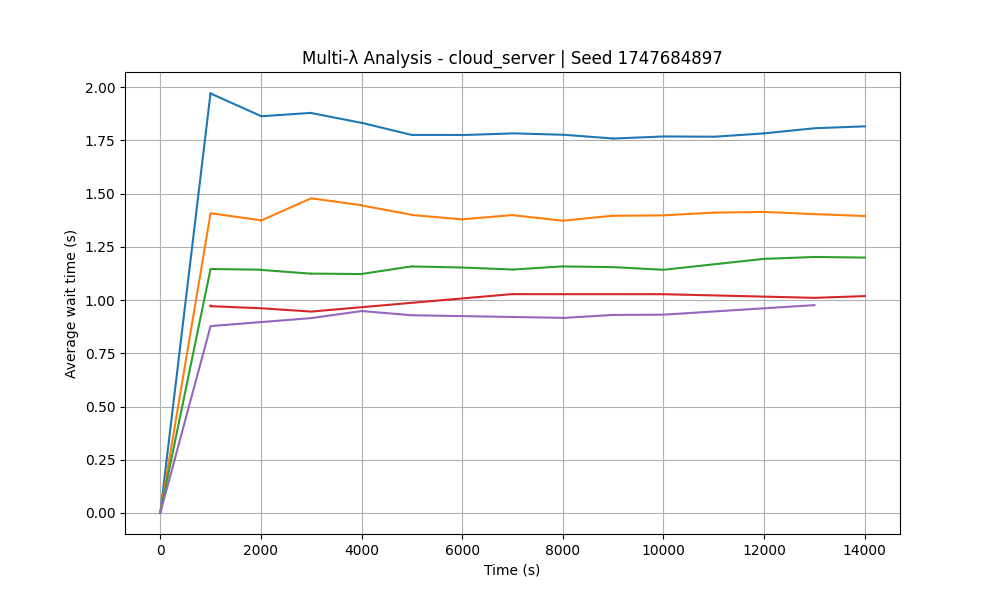 Multi-λ Analysis - cloud_server | Seed 1747684897
Average wait time (s)
2.00
1.75
1.50
1.25
1.00
0.75
0.50
0.25
0.00
0 2000 4000 6000 8000 10000 12000 14000
Time (s)